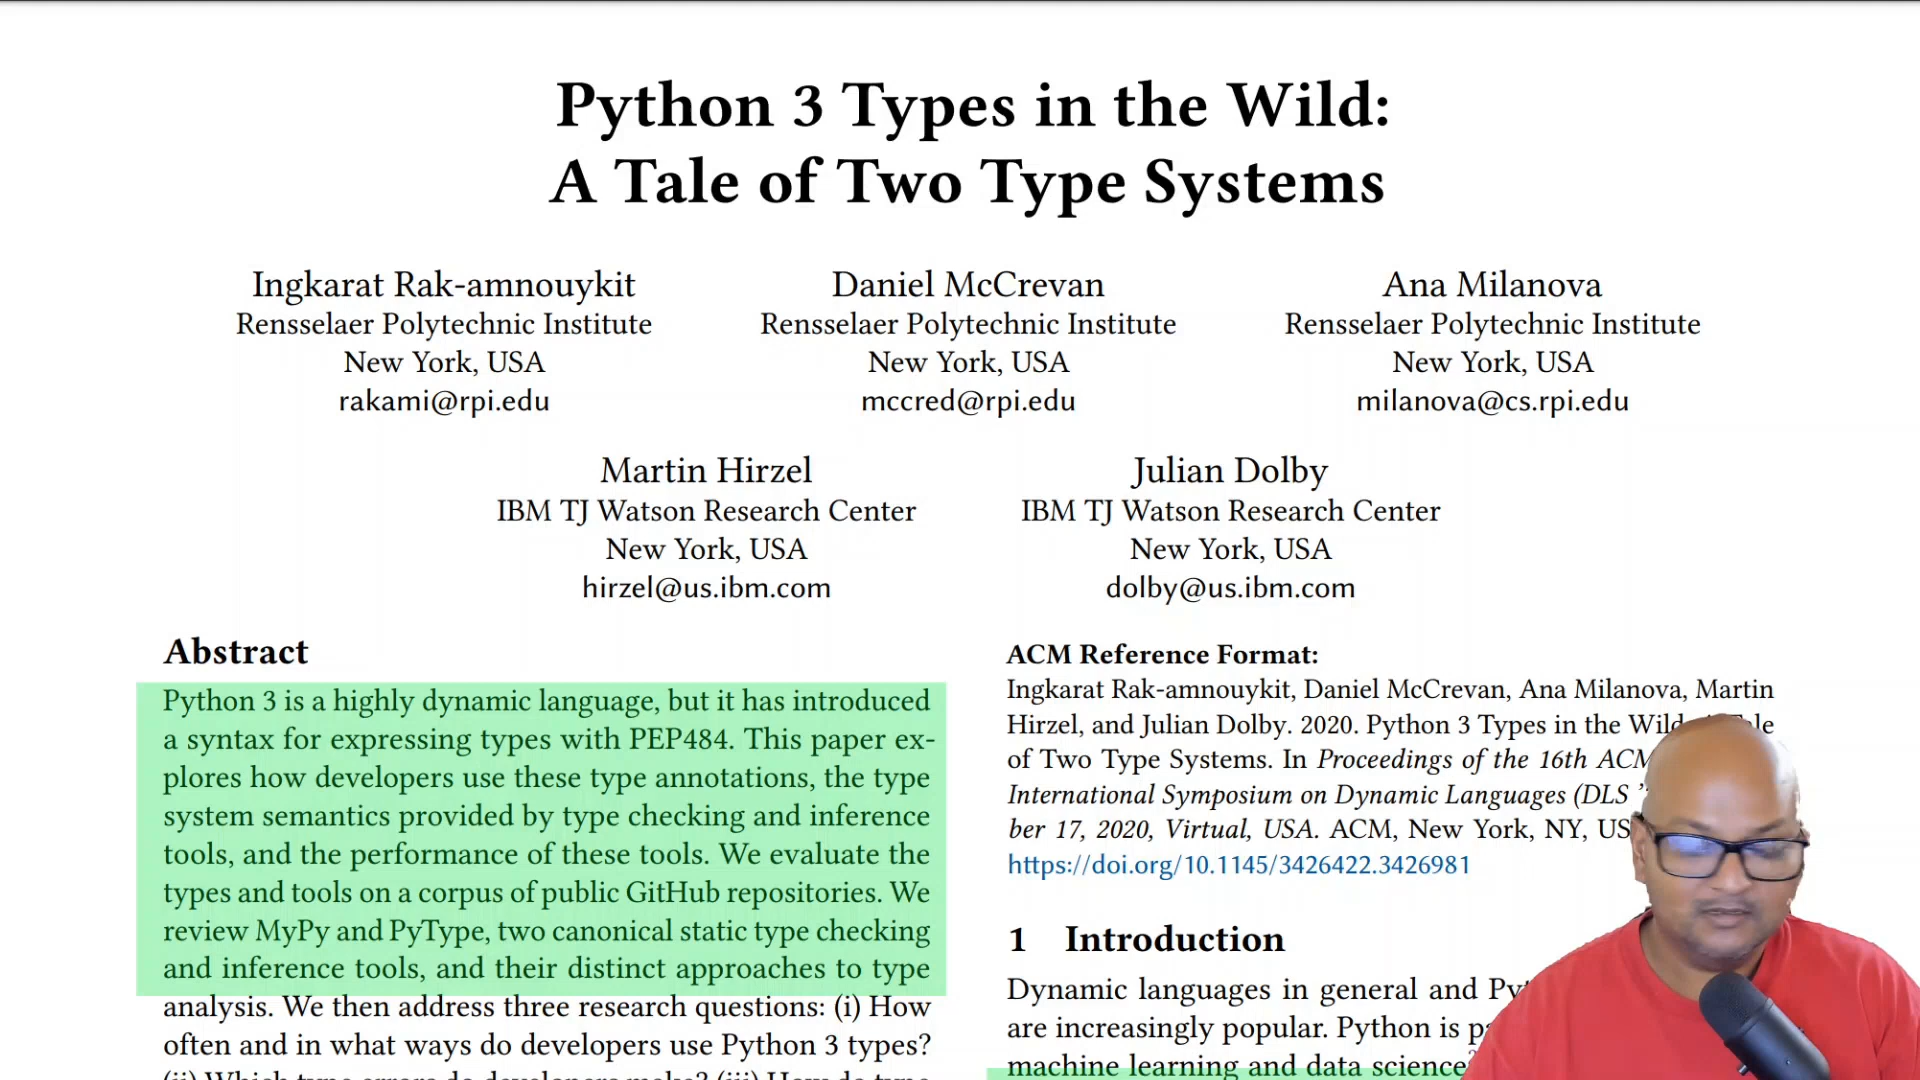 Python 3 Types in the Wild:
A Tale of Two Type Systems
Ingkarat Rak-amnouykit
Rensselaer Polytechnic Institute
New York, USA
rakami@rpi.edu
Daniel McCrevan
Rensselaer Polytechnic Institute
New York, USA
mccred@rpi.edu
Ana Milanova
Rensselaer Polytechnic Institute
New York, USA
milanova@cs.rpi.edu
Martin Hirzel
IBM TJ Watson Research Center
New York, USA
hirzel@us.ibm.com
Julian Dolby
IBM TJ Watson Research Center
New York, USA
dolby@us.ibm.com
Abstract
Python 3 is a highly dynamic language, but it has introduced
a syntax for expressing types with PEP484. This paper ex-
plores how developers use these type annotations, the type
system semantics provided by type checking and inference
tools, and the performance of these tools. We evaluate the
types and tools on a corpus of public GitHub repositories. We
review MyPy and PyType, two canonical static type checking
and inference tools, and their distinct approaches to type
analysis. We then address three research questions: (i) How
often and in what ways do developers use Python 3 types?
(ii) Which type errors do developers make? (iii) How do type
ACM Reference Format:
Ingkarat Rak-amnouykit, Daniel McCrevan, Ana Milanova, Martin
Hirzel, and Julian Dolby. 2020. Python 3 Types in the Wild: A Tale
of Two Type Systems. In Proceedings of the 16th ACM
International Symposium on Dynamic Languages (DLS
ber 17, 2020, Virtual, USA. ACM, New York, NY, US
https://doi.org/10.1145/3426422.3426981
1 Introduction
Dynamic languages in general and
are increasingly popular. Python is
machine learning and data science